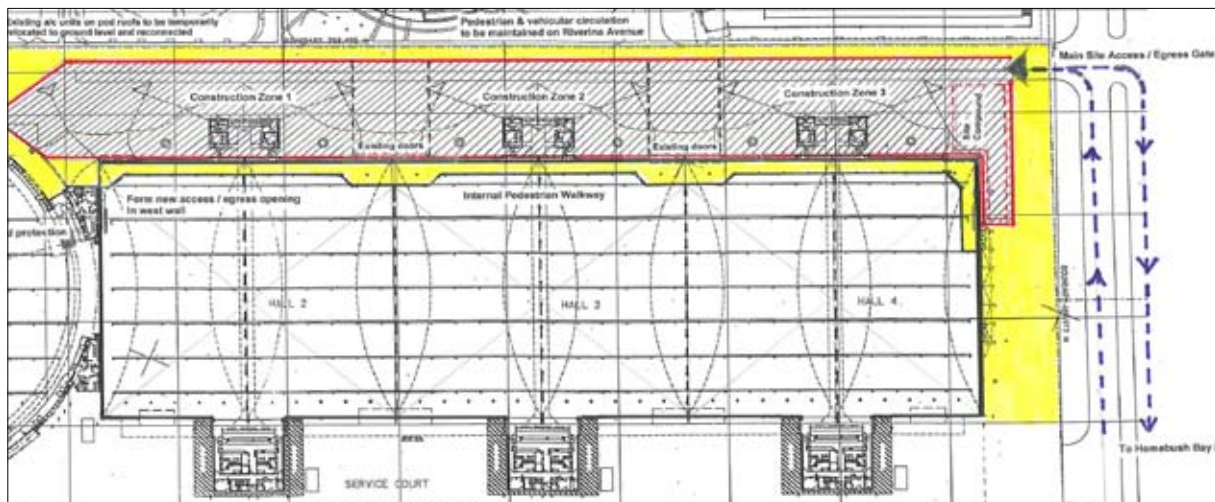 Existing a/c units on pod roofs to be temporarily
relocated to ground level and reconnected
Pedestrian & vehicular circulation
to be maintained on Riverina Avenue
Main Site Access / Egress Gate
Construction Zone 1
Construction Zone 2
Construction Zone 3
Site
Compound
Existing doors
Existing doors
Form new access / egress opening
in west wall
Internal Pedestrian Walkway
d protection
HALL 2
HALL 3
HALL 4
To Homebush Bay
SERVICE COURT